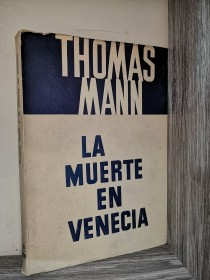 THOMAS
MANN
LA
MUERTE
EN
VENECIA